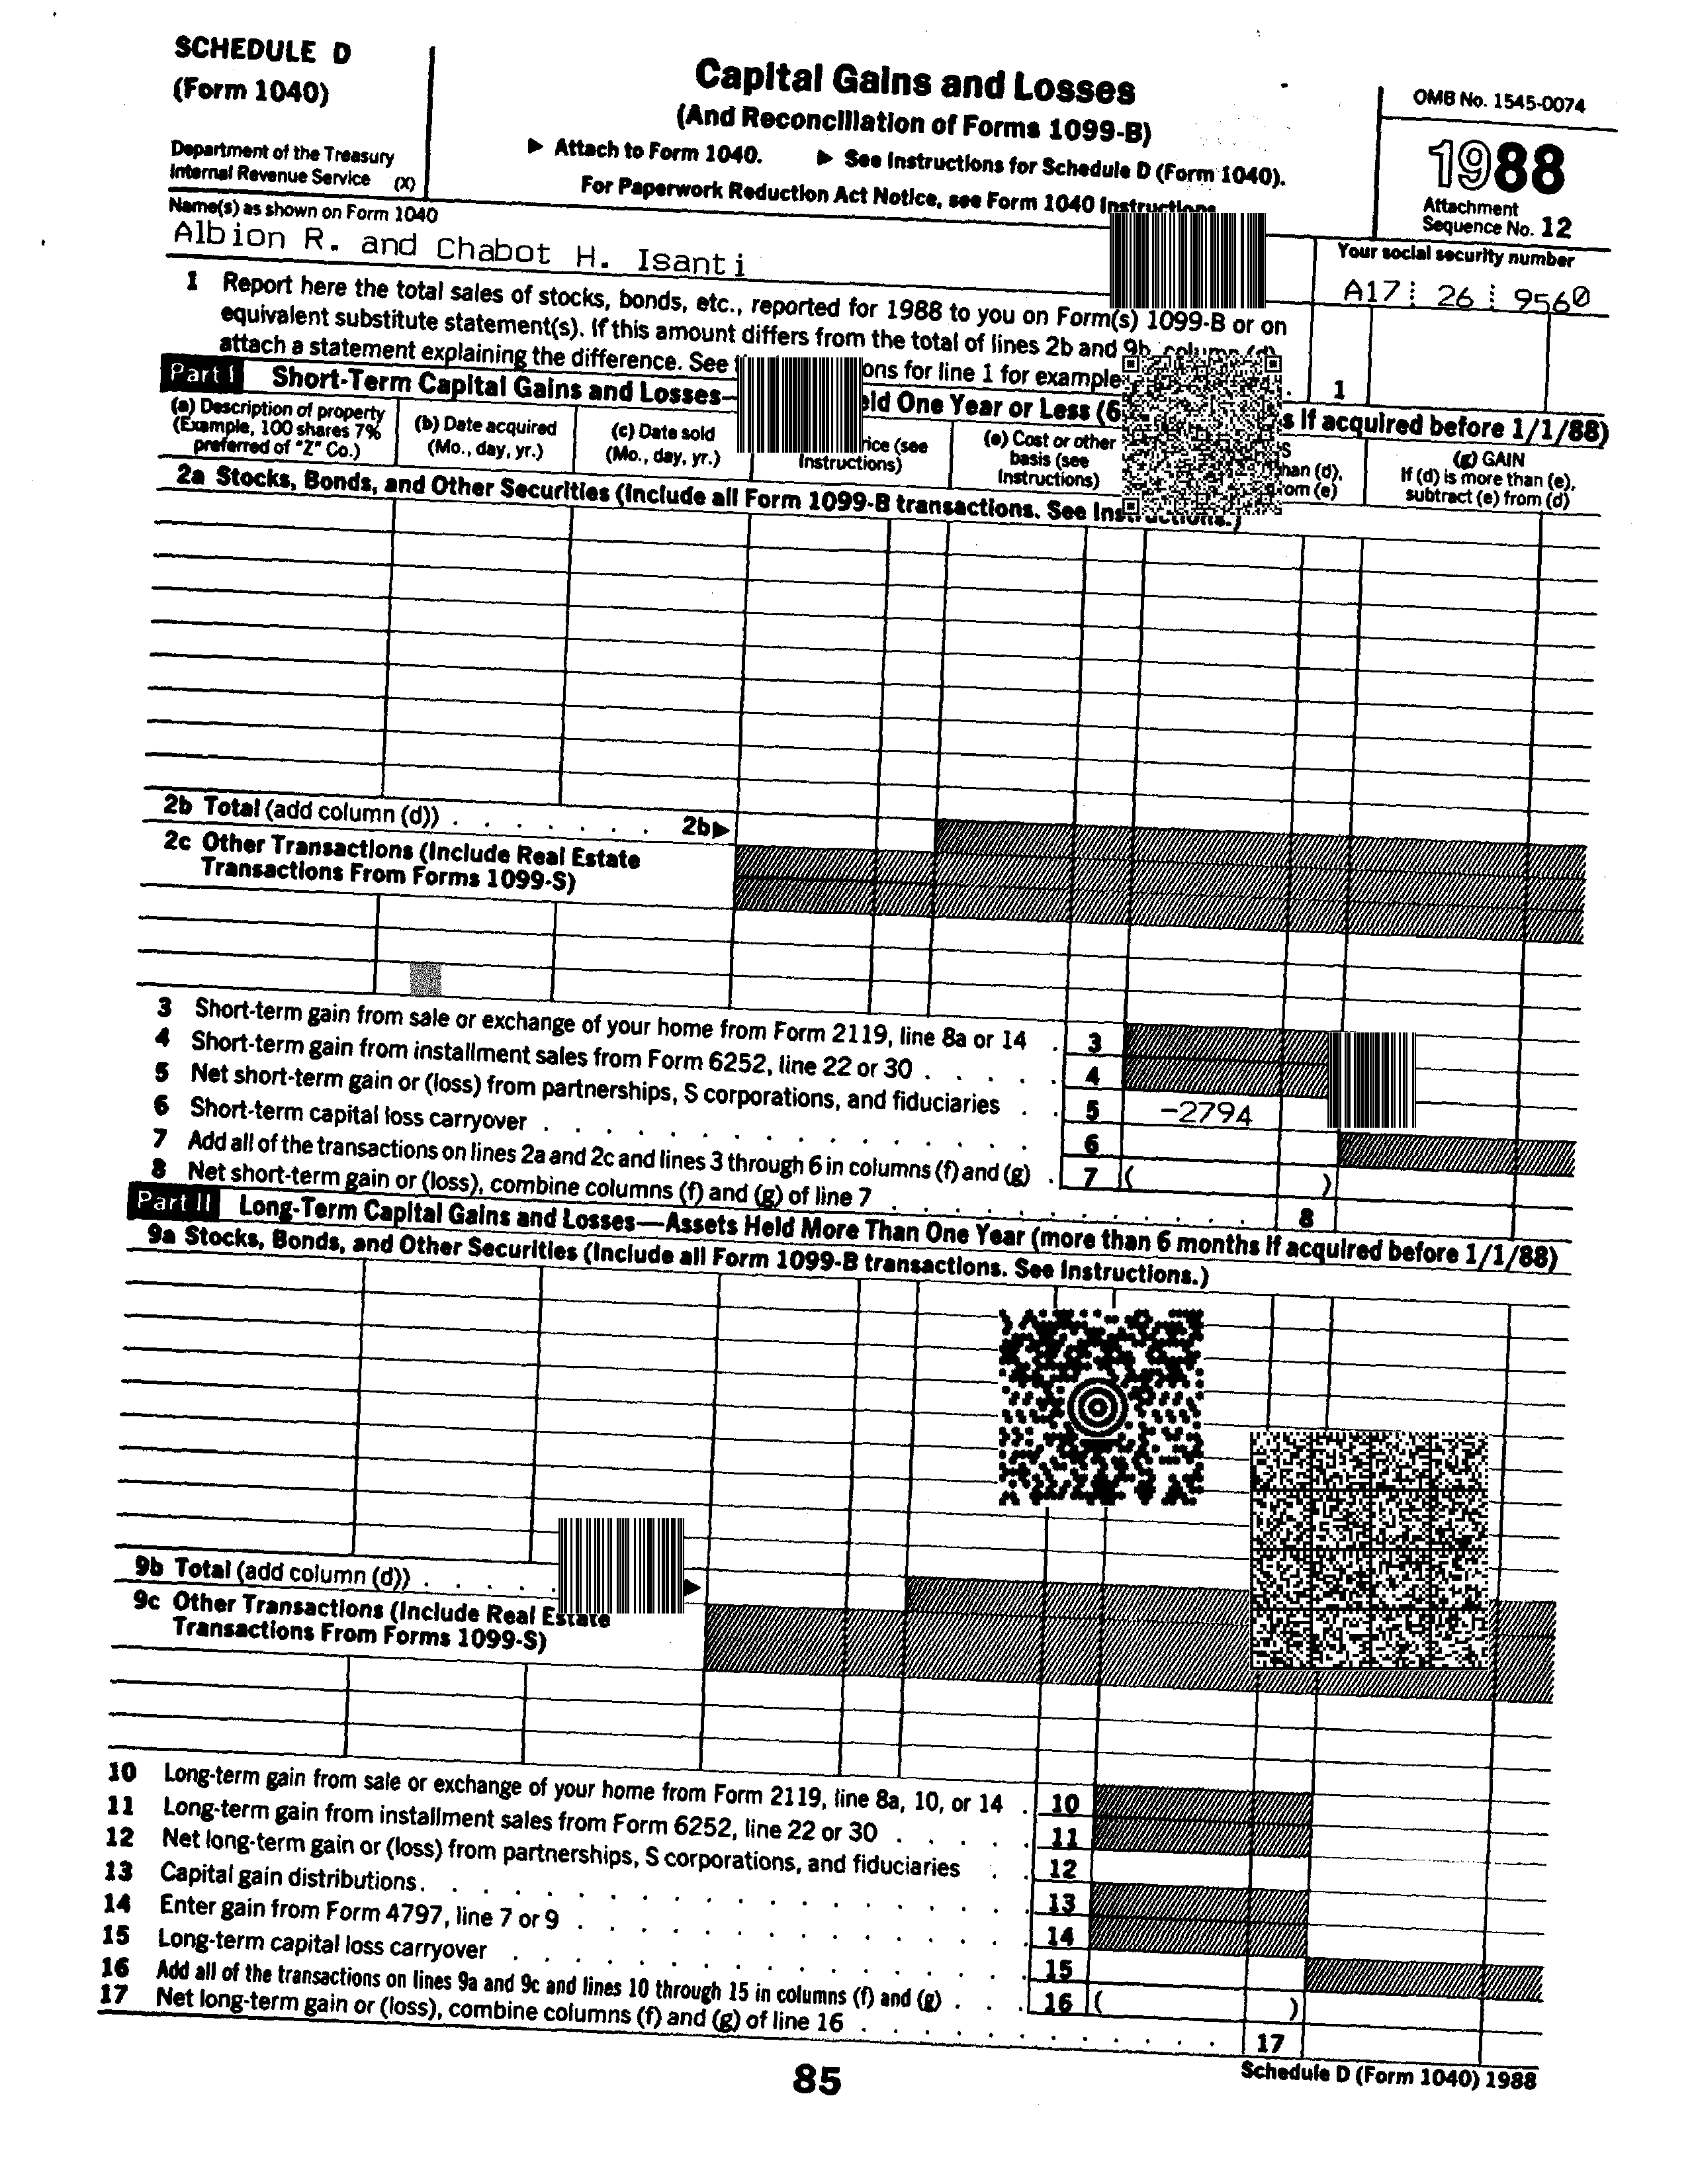 SCHEDULE D
(Form 1040)
Department of the Treasury
Internal Revenue Service (X)
Capital Gains and Losses
(And Reconciliation of Forms 1099-B)
▶ Attach to Form 1040. ▶ See Instructions for Schedule D (Form 1040).
For Paperwork Reduction Act Notice, see Form 1040 Instructions
OMB No. 1545-0074
1988
Attachment
Sequence No. 12
Name(s) as shown on Form 1040
Albion R. and Chabot H. Isanti
Your social security number
A17 26 9560
1 Report here the total sales of stocks, bonds, etc., reported for 1988 to you on Form(s) 1099-B or on
equivalent substitute statement(s). If this amount differs from the total of lines 2b and 9b, column (d),
attach a statement explaining the difference. See ons for line 1 for example . 1
Part I Short-Term Capital Gains and Losses— eld One Year or Less (6 s if acquired before 1/1/88)
(a) Description of property
(Example, 100 shares 7%
preferred of "Z" Co.)
(b) Date acquired
(Mo., day, yr.)
(c) Date sold
(Mo., day, yr.)
rice (see
Instructions)
(e) Cost or other
basis (see
Instructions)
S
than (d),
rom (e)
(g) GAIN
If (d) is more than (e),
subtract (e) from (d)
2a Stocks, Bonds, and Other Securities (Include all Form 1099-B transactions. See Instructions.)
2b Total (add column (d)) . . . . . . . 2b▶
2c Other Transactions (Include Real Estate
Transactions From Forms 1099-S)
3 Short-term gain from sale or exchange of your home from Form 2119, line 8a or 14 . 3
4 Short-term gain from installment sales from Form 6252, line 22 or 30 . . . . . 4
5 Net short-term gain or (loss) from partnerships, S corporations, and fiduciaries . . 5 -2794
6 Short-term capital loss carryover . . . . . . . . . . . . . . . . 6
7 Add all of the transactions on lines 2a and 2c and lines 3 through 6 in columns (f) and (g) . 7 ( )
8 Net short-term gain or (loss), combine columns (f) and (g) of line 7 . . . . . . . . . . . . 8
Part II Long-Term Capital Gains and Losses—Assets Held More Than One Year (more than 6 months if acquired before 1/1/88)
9a Stocks, Bonds, and Other Securities (Include all Form 1099-B transactions. See Instructions.)
9b Total (add column (d)) . . . . . ▶
9c Other Transactions (Include Real Estate
Transactions From Forms 1099-S)
10 Long-term gain from sale or exchange of your home from Form 2119, line 8a, 10, or 14 . 10
11 Long-term gain from installment sales from Form 6252, line 22 or 30 . . . . . 11
12 Net long-term gain or (loss) from partnerships, S corporations, and fiduciaries . . 12
13 Capital gain distributions . . . . . . . . . . . . . . . . . . . 13
14 Enter gain from Form 4797, line 7 or 9 . . . . . . . . . . . . . . 14
15 Long-term capital loss carryover . . . . . . . . . . . . . . . . . 15
16 Add all of the transactions on lines 9a and 9c and lines 10 through 15 in columns (f) and (g) . . . 16 ( )
17 Net long-term gain or (loss), combine columns (f) and (g) of line 16 . . . . . . . . . . . . 17
85
Schedule D (Form 1040) 1988